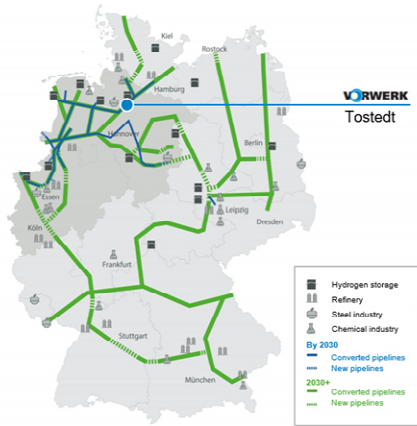 Kiel
Rostock
Hamburg
VORWERK
Tostedt
Hannover
Berlin
Essen
Leipzig
Köln
Dresden
Frankfurt
Stuttgart
München
Hydrogen storage
Refinery
Steel industry
Chemical industry
By 2030
Converted pipelines
New pipelines
2030+
Converted pipelines
New pipelines